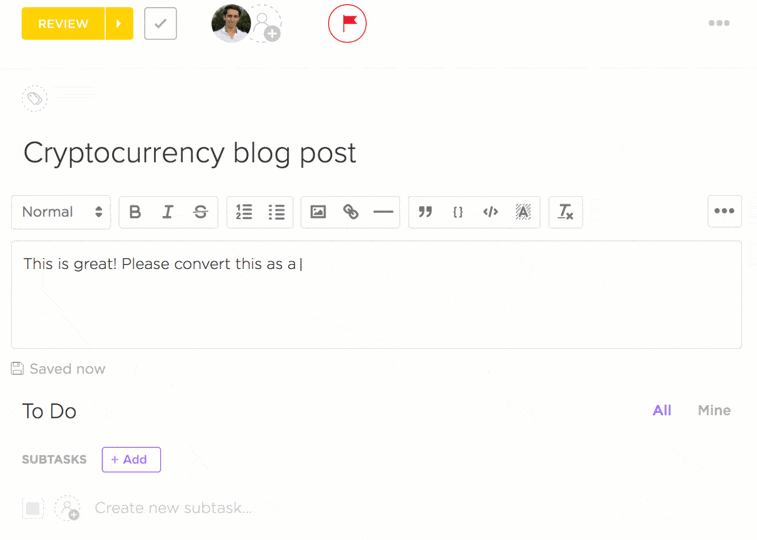 REVIEW
Cryptocurrency blog post
Normal
This is great! Please convert this as a
Saved now
To Do
All Mine
SUBTASKS + Add
Create new subtask...